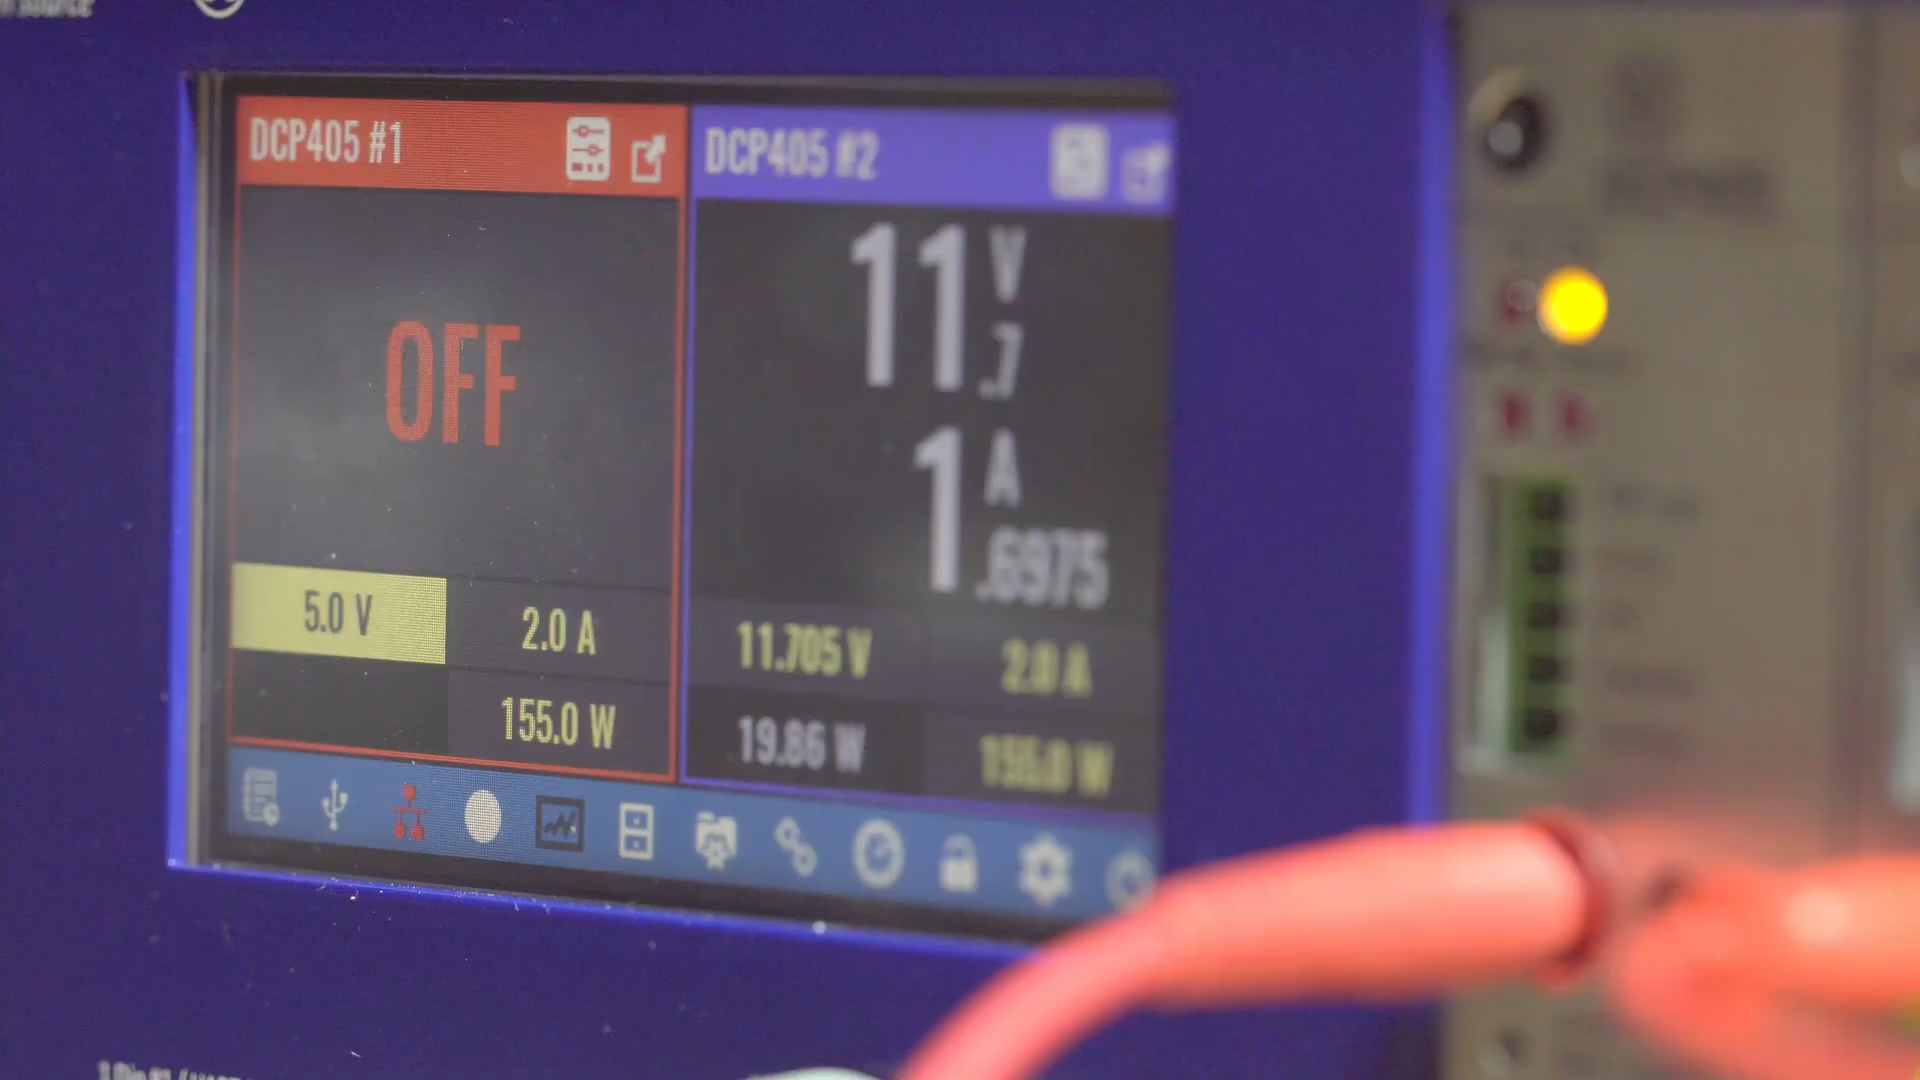 DCP405 #1
OFF
5.0 V
2.0 A
155.0 W
DCP405 #2
11.7 V
1.6975 A
11.705 V
2.0 A
19.86 W
155.0 W